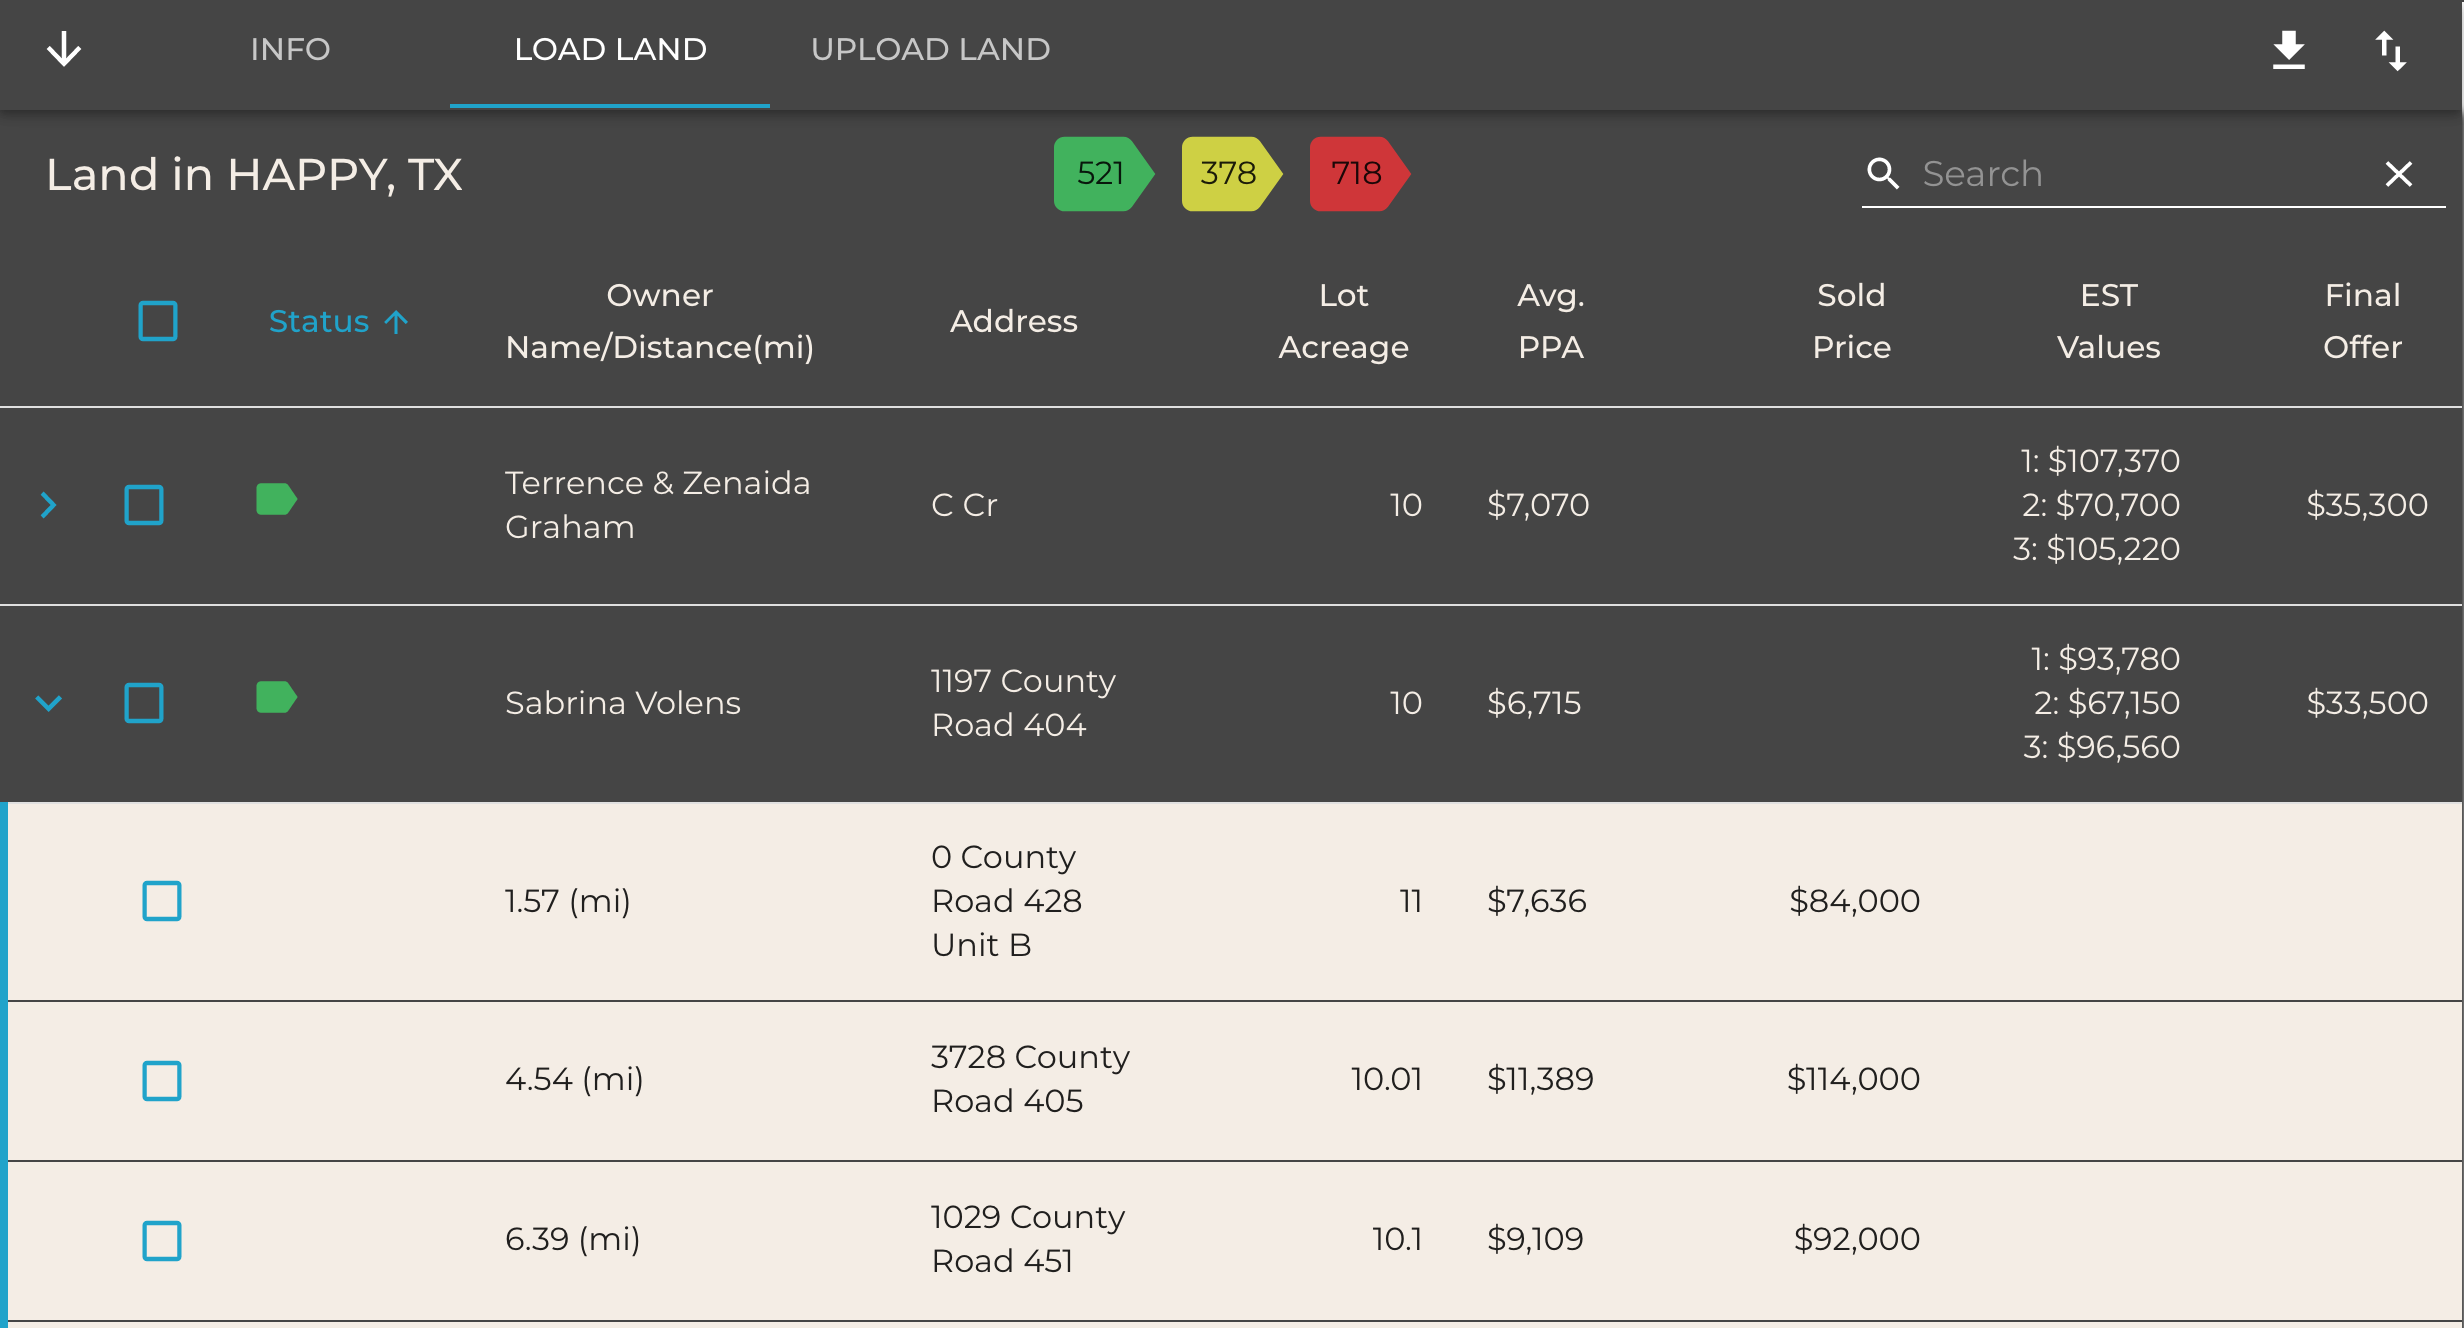 INFO
LOAD LAND
UPLOAD LAND
Land in HAPPY, TX
521
378
718
Search
Status
Owner
Name/Distance(mi)
Address
Lot
Acreage
Avg.
PPA
Sold
Price
EST
Values
Final
Offer
Terrence & Zenaida
Graham
C Cr
10
$7,070
1: $107,370
2: $70,700
3: $105,220
$35,300
Sabrina Volens
1197 County
Road 404
10
$6,715
1: $93,780
2: $67,150
3: $96,560
$33,500
1.57 (mi)
0 County
Road 428
Unit B
11
$7,636
$84,000
4.54 (mi)
3728 County
Road 405
10.01
$11,389
$114,000
6.39 (mi)
1029 County
Road 451
10.1
$9,109
$92,000